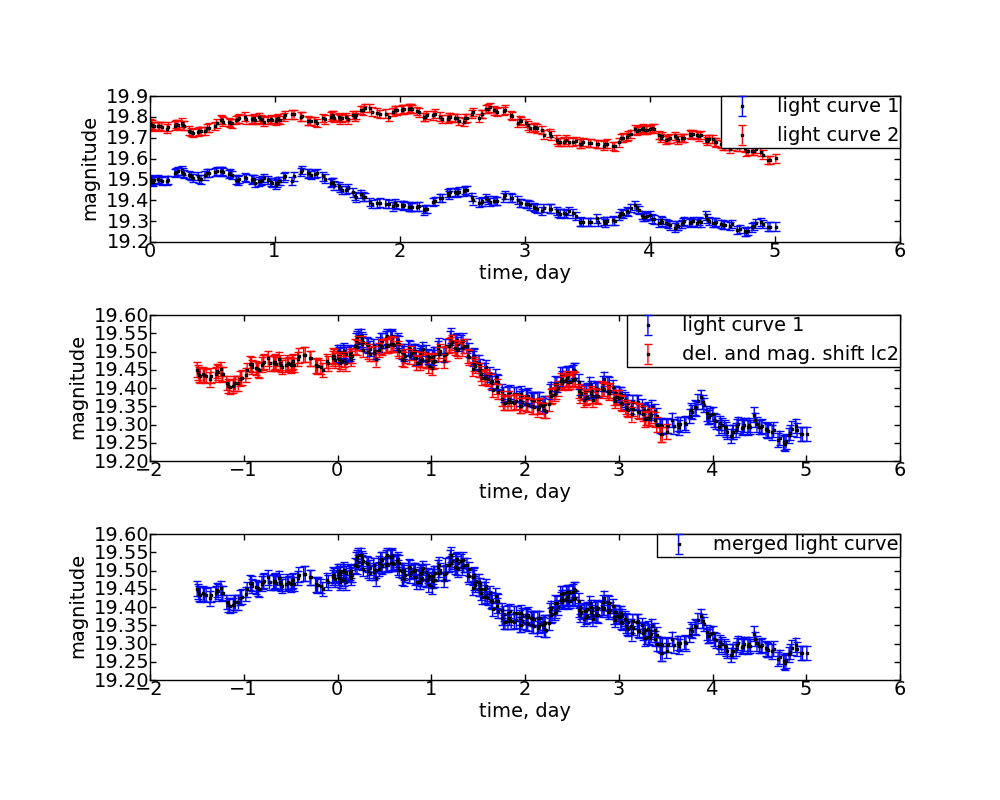 19.9
19.8
19.7
19.6
19.5
19.4
19.3
19.2
magnitude
light curve 1
light curve 2
0 1 2 3 4 5 6
time, day
19.60
19.55
19.50
19.45
19.40
19.35
19.30
19.25
19.20
magnitude
light curve 1
del. and mag. shift lc2
−2 −1 0 1 2 3 4 5 6
time, day
19.60
19.55
19.50
19.45
19.40
19.35
19.30
19.25
19.20
magnitude
merged light curve
−2 −1 0 1 2 3 4 5 6
time, day